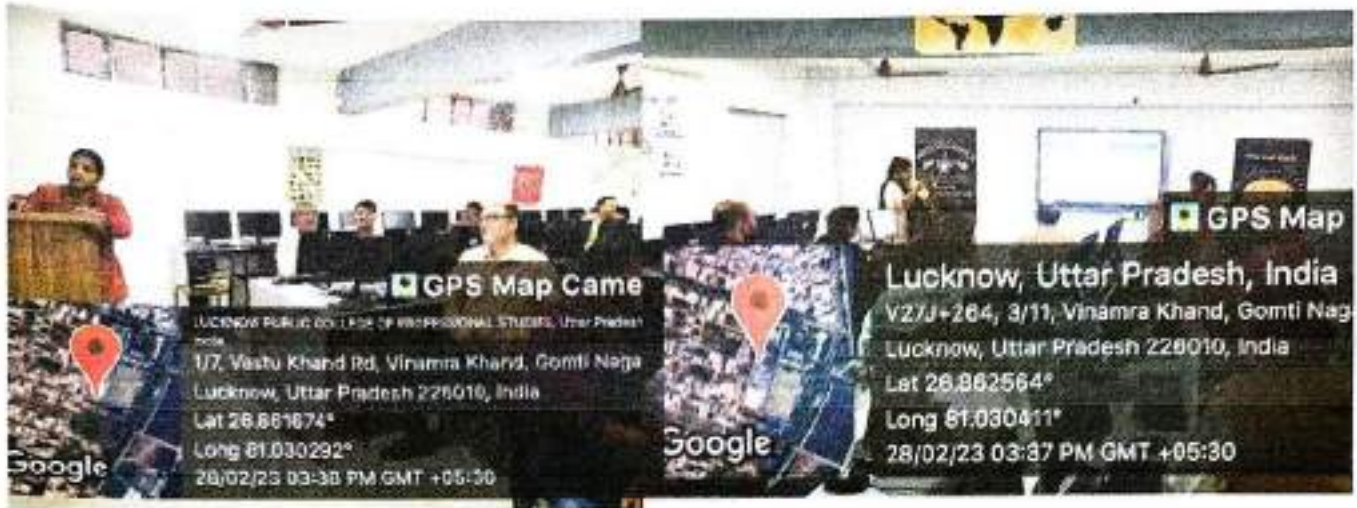 GPS Map Came
LUCKNOW PUBLIC COLLEGE OF PROFESSIONAL STUDIES, Uttar Pradesh
India
1/7, Vastu Khand Rd, Vinamra Khand, Gomti Naga
Lucknow, Uttar Pradesh 226010, India
Lat 26.861674°
Long 81.030292°
28/02/23 03:38 PM GMT +05:30
Google
GPS Map
Lucknow, Uttar Pradesh, India
V27J+264, 3/11, Vinamra Khand, Gomti Nag
Lucknow, Uttar Pradesh 226010, India
Lat 26.862564°
Long 81.030411°
28/02/23 03:37 PM GMT +05:30
Google